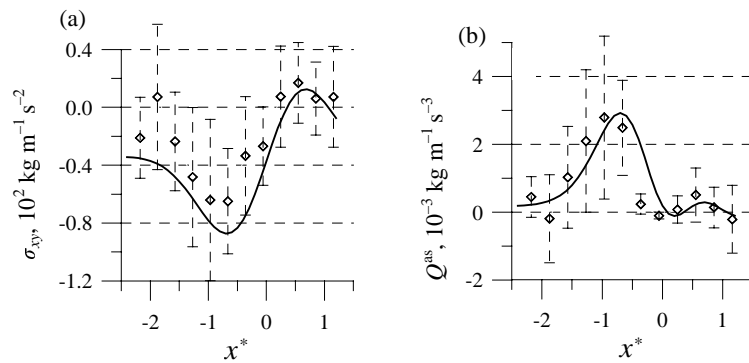 (a)
0.4
0.0
-0.4
-0.8
-1.2
σxy, 10² kg m⁻¹ s⁻²
-2 -1 0 1
x*
(b)
4
2
0
-2
Qᵃˢ, 10⁻³ kg m⁻¹ s⁻³
-2 -1 0 1
x*